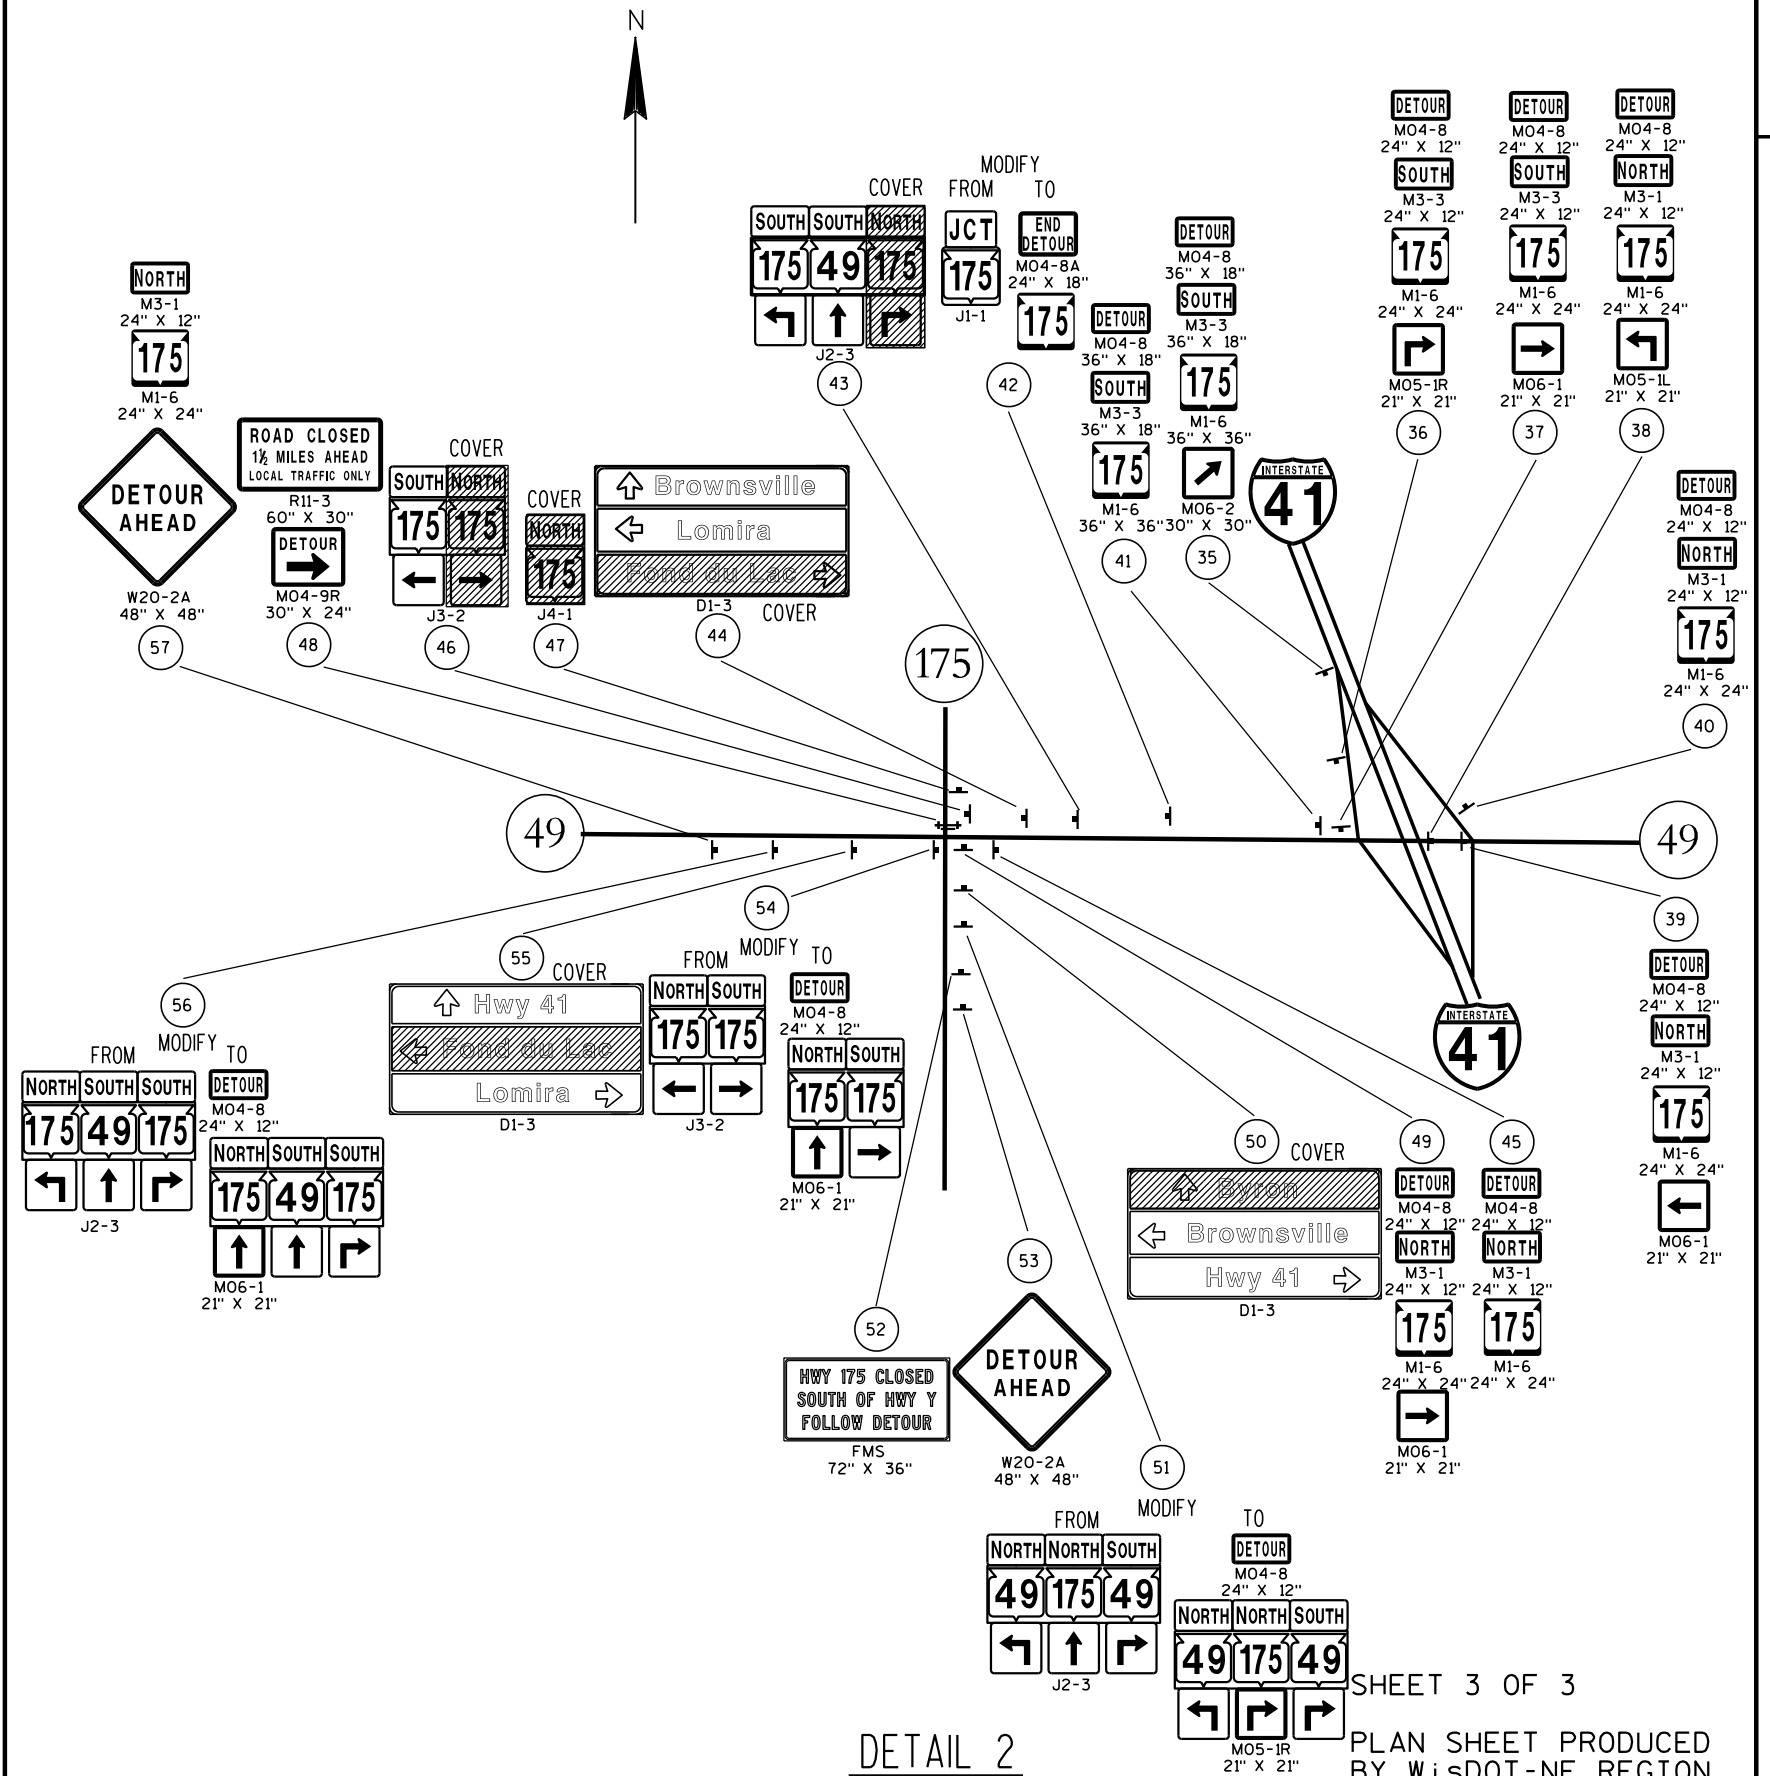 N
DETOUR
M04-8
24" X 12"
SOUTH
M3-3
24" X 12"
175
M1-6
24" X 24"
M05-1R
21" X 21"
36
DETOUR
M04-8
24" X 12"
SOUTH
M3-3
24" X 12"
175
M1-6
24" X 24"
M06-1
21" X 21"
37
DETOUR
M04-8
24" X 12"
NORTH
M3-1
24" X 12"
175
M1-6
24" X 24"
M05-1L
21" X 21"
38
COVER
SOUTH SOUTH NORTH
175 49 175
J2-3
43
MODIFY
FROM TO
JCT
175
J1-1
END
DETOUR
M04-8A
24" X 18"
175
42
DETOUR
M04-8
36" X 18"
SOUTH
M3-3
36" X 18"
175
M1-6
36" X 36"
41
DETOUR
M04-8
36" X 18"
SOUTH
M3-3
36" X 18"
175
M1-6
36" X 36"
M06-2
30" X 30"
35
INTERSTATE
41
NORTH
M3-1
24" X 12"
175
M1-6
24" X 24"
DETOUR
AHEAD
W20-2A
48" X 48"
57
ROAD CLOSED
1½ MILES AHEAD
LOCAL TRAFFIC ONLY
R11-3
60" X 30"
DETOUR
M04-9R
30" X 24"
48
COVER
SOUTH NORTH
175 175
J3-2
46
COVER
NORTH
175
J4-1
47
Brownsville
Lomira
Fond du Lac
D1-3
COVER
44
DETOUR
M04-8
24" X 12"
NORTH
M3-1
24" X 12"
175
M1-6
24" X 24"
40
175
49
49
39
DETOUR
M04-8
24" X 12"
NORTH
M3-1
24" X 12"
175
M1-6
24" X 24"
M06-1
21" X 21"
INTERSTATE
41
56
MODIFY
FROM TO
NORTH SOUTH SOUTH
175 49 175
J2-3
DETOUR
M04-8
24" X 12"
NORTH SOUTH SOUTH
175 49 175
M06-1
21" X 21"
55
COVER
Hwy 41
Fond du Lac
Lomira
D1-3
54
MODIFY
FROM TO
NORTH SOUTH
175 175
J3-2
DETOUR
M04-8
24" X 12"
NORTH SOUTH
175 175
M06-1
21" X 21"
50
COVER
Byron
Brownsville
Hwy 41
D1-3
49
DETOUR
M04-8
24" X 12"
NORTH
M3-1
24" X 12"
175
M1-6
24" X 24"
M06-1
21" X 21"
45
DETOUR
M04-8
24" X 12"
NORTH
M3-1
24" X 12"
175
M1-6
24" X 24"
52
HWY 175 CLOSED
SOUTH OF HWY Y
FOLLOW DETOUR
FMS
72" X 36"
53
DETOUR
AHEAD
W20-2A
48" X 48"
51
MODIFY
FROM TO
NORTH NORTH SOUTH
49 175 49
J2-3
DETOUR
M04-8
24" X 12"
NORTH NORTH SOUTH
49 175 49
M05-1R
21" X 21"
DETAIL 2
SHEET 3 OF 3
PLAN SHEET PRODUCED
BY WisDOT-NE REGION